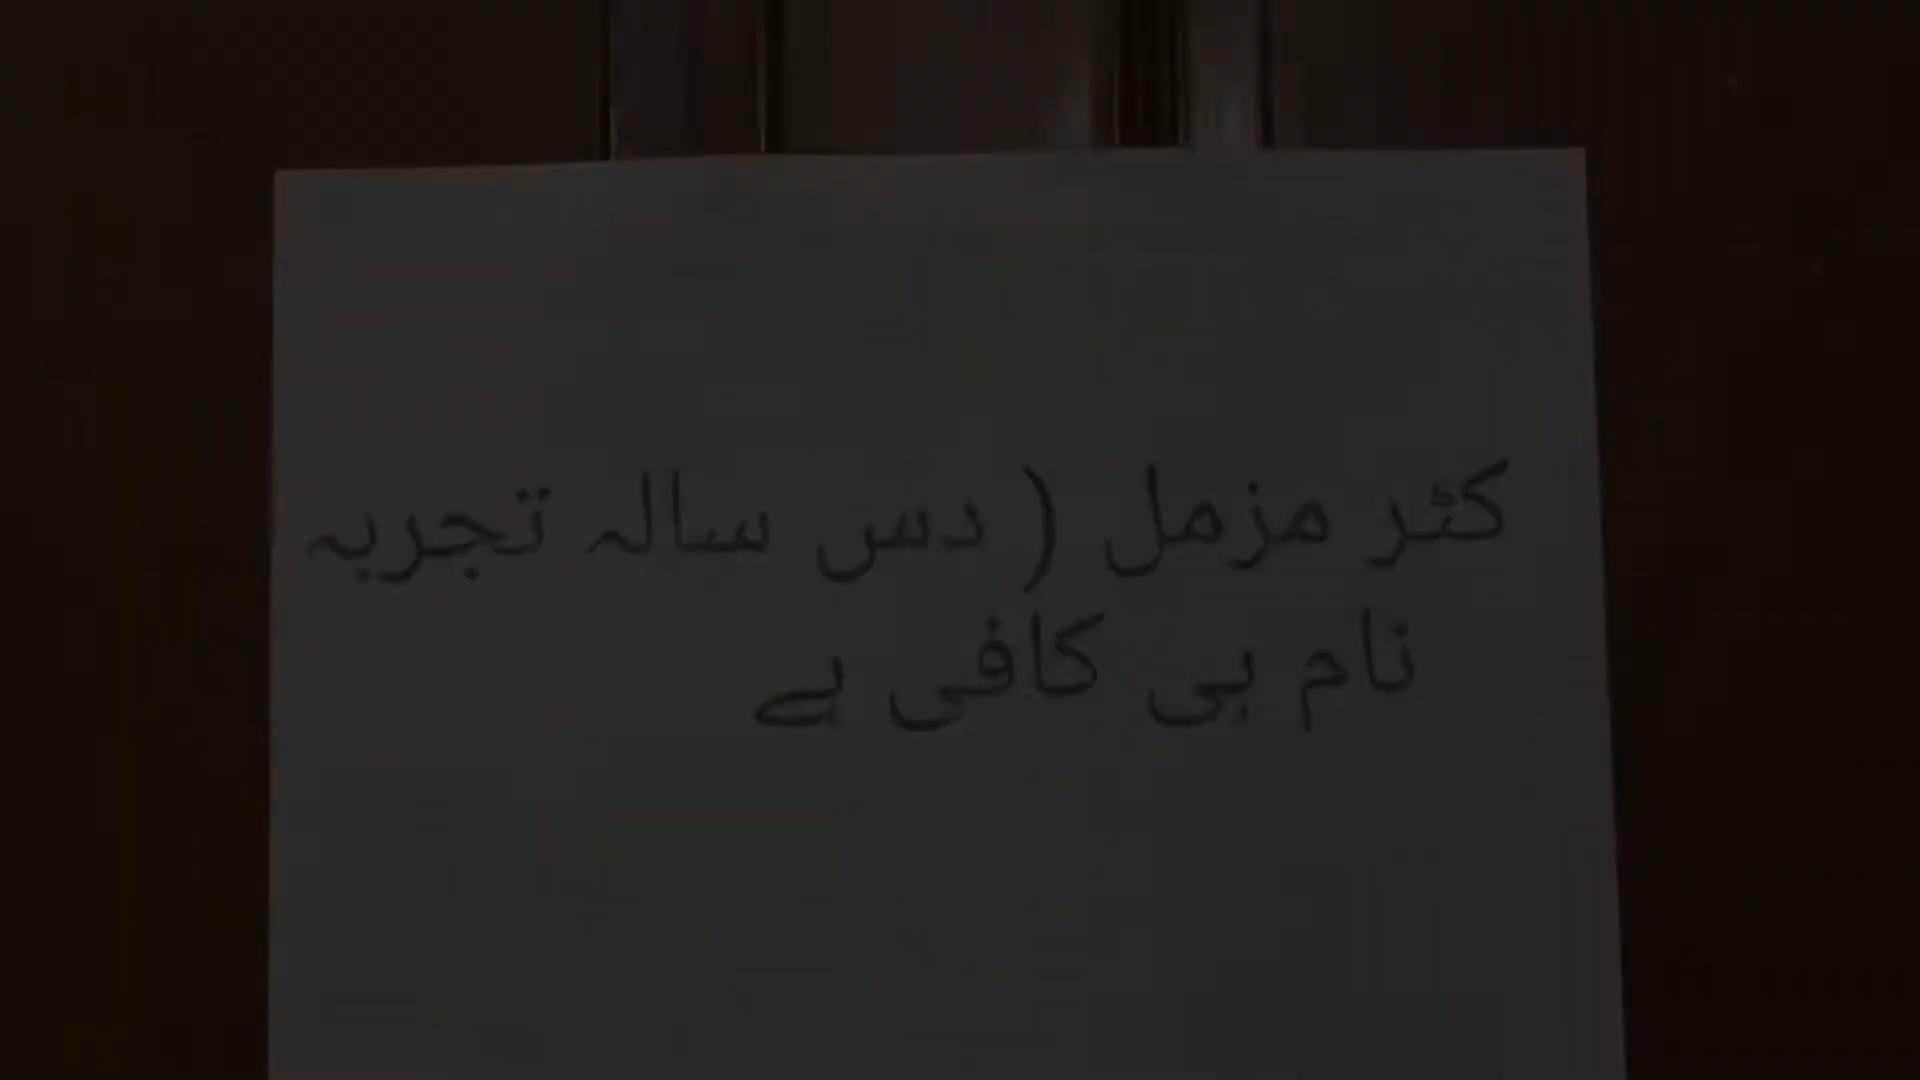 کٹر مزمل ( دس سالہ تجربہ
نام ہی کافی ہے